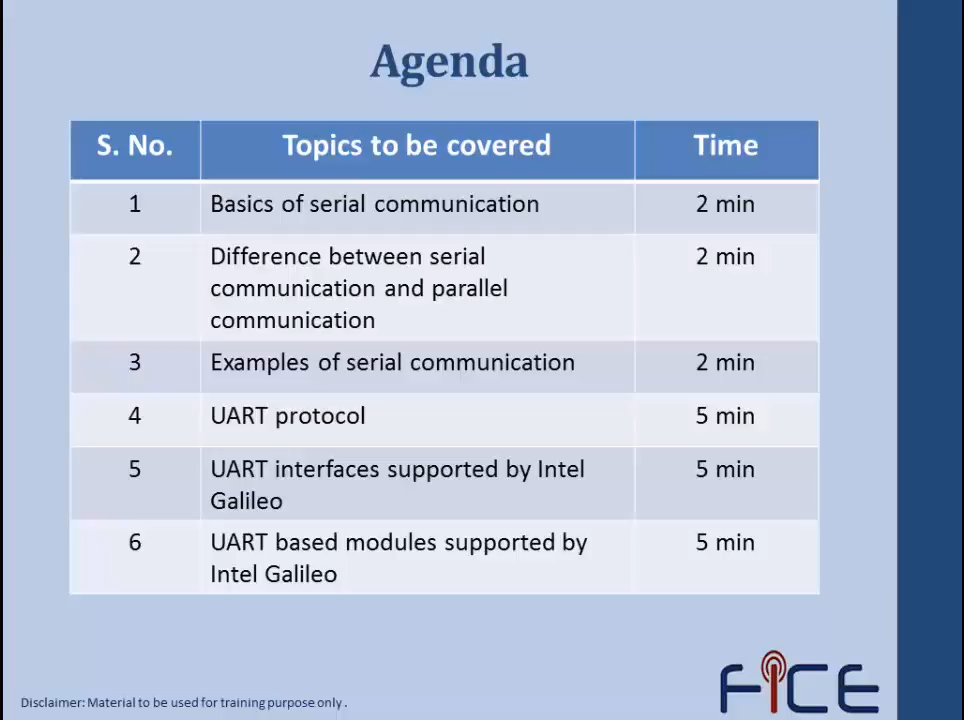 Agenda
S. No. Topics to be covered Time
1 Basics of serial communication 2 min
2 Difference between serial 2 min
communication and parallel
communication
3 Examples of serial communication 2 min
4 UART protocol 5 min
5 UART interfaces supported by Intel 5 min
Galileo
6 UART based modules supported by 5 min
Intel Galileo
Disclaimer: Material to be used for training purpose only .
FiCE